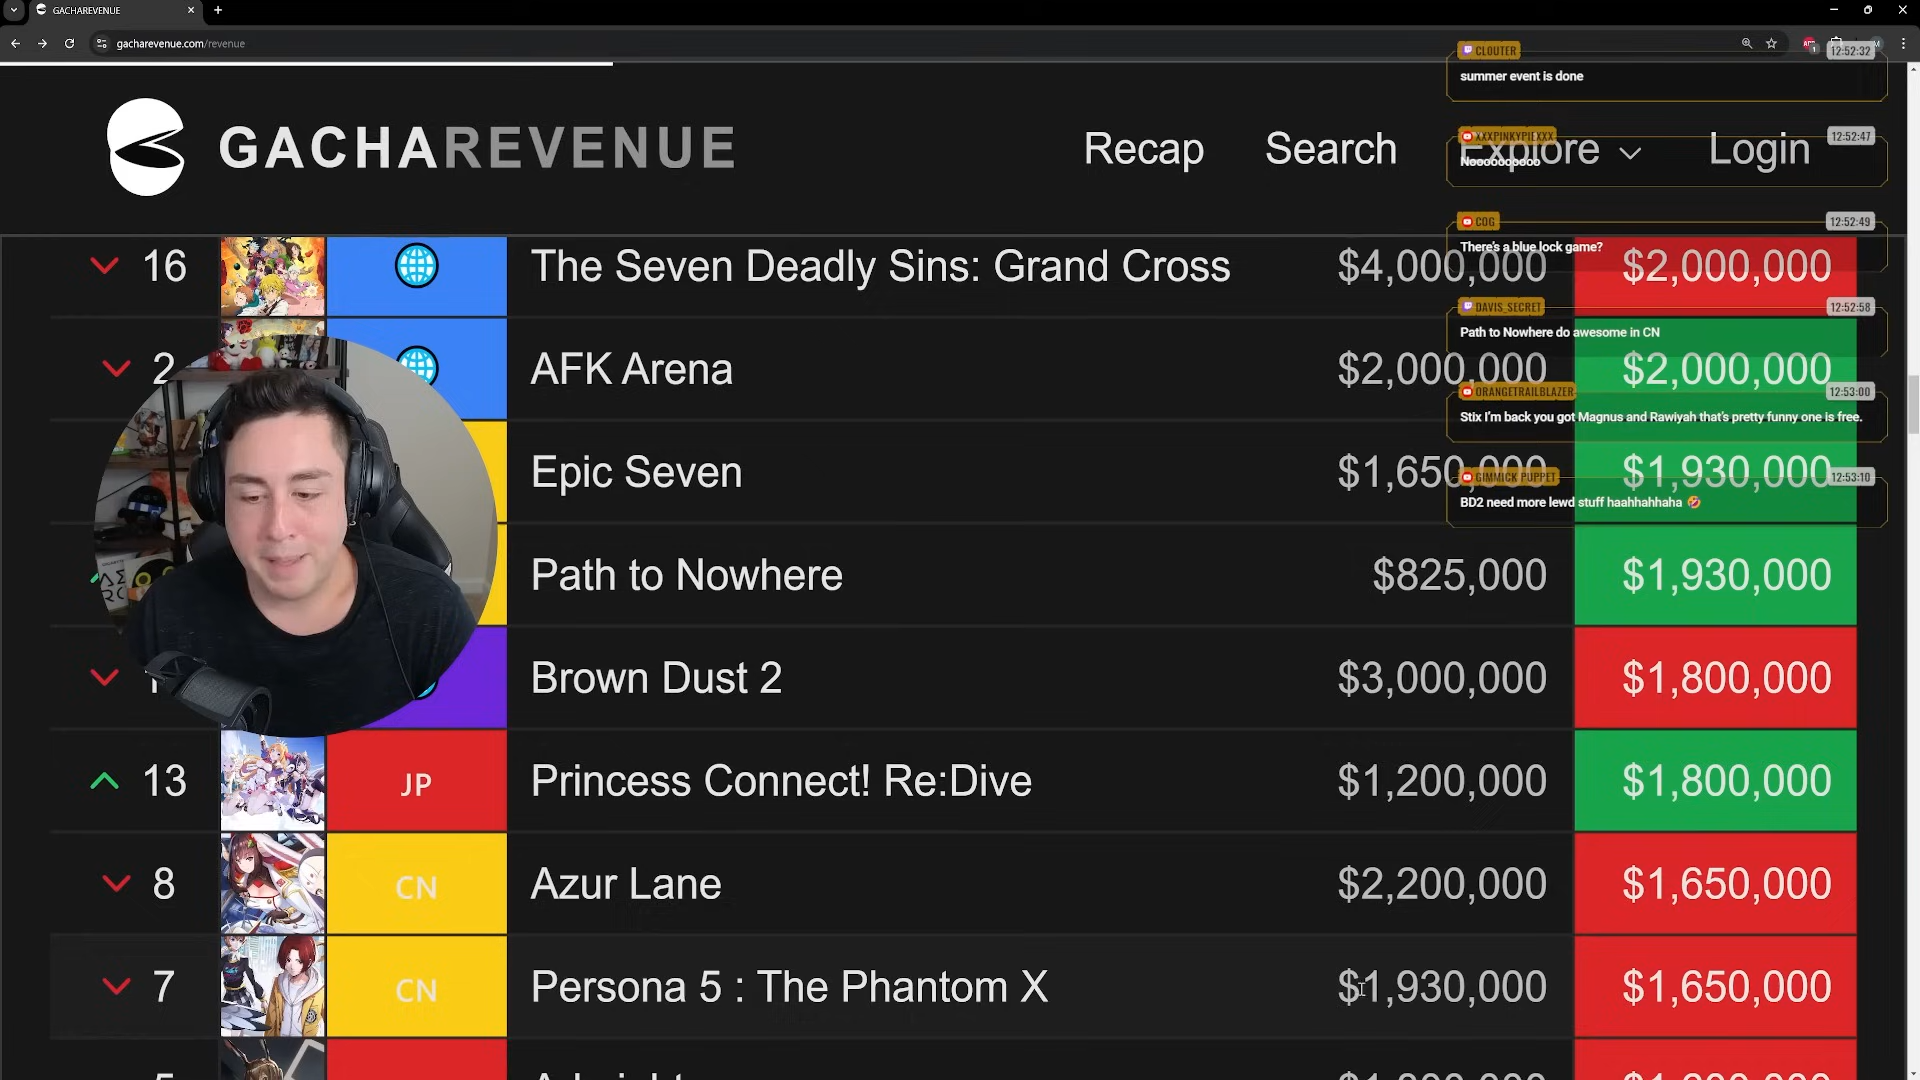 GACHAREVENUE
gacharevenue.com/revenue
GACHAREVENUE
Recap Search Explore Login
CLOUTER 12:52:32
summer event is done
XXXPINKYPIEXXX 12:52:47
COG 12:52:49
There's a blue lock game?
DAVIS_SECRET 12:52:58
Path to Nowhere do awesome in CN
ORANGETRAILBLAZER 12:53:00
Stix I'm back you got Magnus and Rawiyah that's pretty funny one is free.
GIMMICK PUPPET 12:53:10
BD2 need more lewd stuff haahhahhaha 🤣
16 The Seven Deadly Sins: Grand Cross $4,000,000 $2,000,000
2 AFK Arena $2,000,000 $2,000,000
Epic Seven $1,650,000 $1,930,000
Path to Nowhere $825,000 $1,930,000
Brown Dust 2 $3,000,000 $1,800,000
13 JP Princess Connect! Re:Dive $1,200,000 $1,800,000
8 CN Azur Lane $2,200,000 $1,650,000
7 CN Persona 5 : The Phantom X $1,930,000 $1,650,000